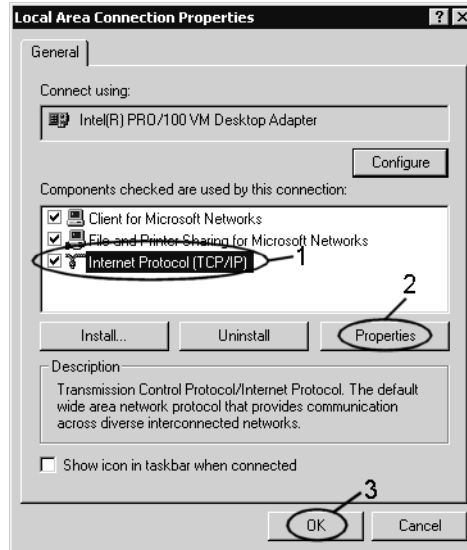 Local Area Connection Properties
General
Connect using:
Intel(R) PRO/100 VM Desktop Adapter
Configure
Components checked are used by this connection:
Client for Microsoft Networks
File and Printer Sharing for Microsoft Networks
Internet Protocol (TCP/IP)
1
2
Install... Uninstall Properties
Description
Transmission Control Protocol/Internet Protocol. The default
wide area network protocol that provides communication
across diverse interconnected networks.
Show icon in taskbar when connected
3
OK Cancel